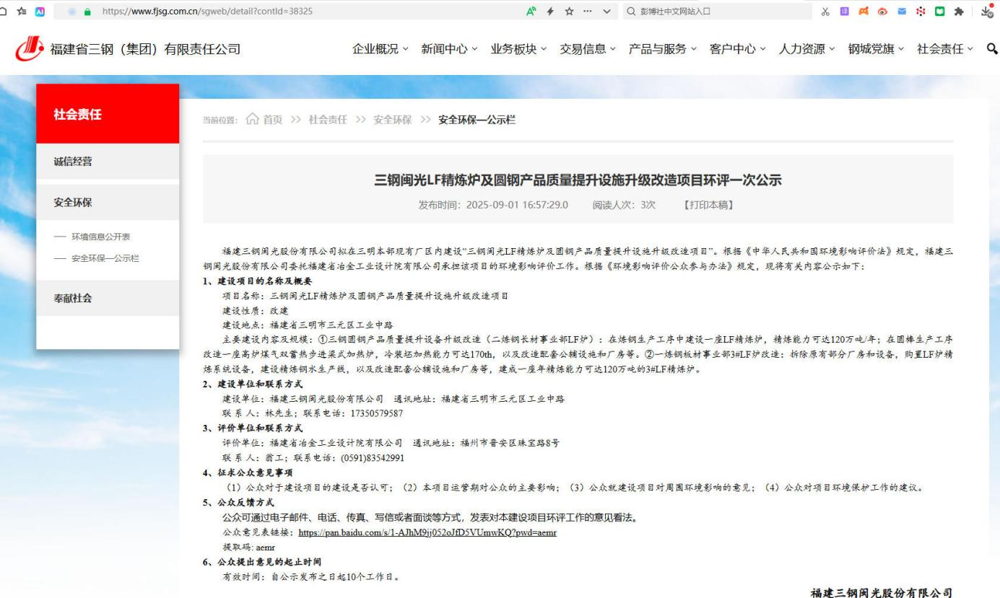 https://www.fjsg.com.cn/sgweb/detail?contId=38325
彭博社中文网站入口
福建省三钢（集团）有限责任公司
企业概况 新闻中心 业务板块 交易信息 产品与服务 客户中心 人力资源 钢城党旗 社会责任
社会责任
诚信经营
安全环保
环境信息公开表
安全环保—公示栏
奉献社会
当前位置： 首页 >> 社会责任 >> 安全环保 >> 安全环保—公示栏
三钢闽光LF精炼炉及圆钢产品质量提升设施升级改造项目环评一次公示
发布时间：2025-09-01 16:57:29.0 阅读人次：3次 【打印本稿】
福建三钢闽光股份有限公司拟在三明本部现有厂区内建设“三钢闽光LF精炼炉及圆钢产品质量提升设施升级改造项目”。根据《中华人民共和国环境影响评价法》规定，福建三
钢闽光股份有限公司委托福建省冶金工业设计院有限公司承担该项目的环境影响评价工作。根据《环境影响评价公众参与办法》规定，现将有关内容公示如下：
1、建设项目的名称及概要
项目名称：三钢闽光LF精炼炉及圆钢产品质量提升设施升级改造项目
建设性质：改建
建设地点：福建省三明市三元区工业中路
主要建设内容及规模：①三钢圆钢产品质量提升设备升级改造（二炼钢长材事业部LF炉）：在炼钢生产工序中建设一座LF精炼炉，精炼能力可达120万吨/年；在圆棒生产工序
改造一座高炉煤气双蓄热步进梁式加热炉，冷装坯加热能力可达170th，以及改造配套公辅设施和厂房等。②一炼钢板材事业部3#LF炉改造：拆除原有部分厂房和设备，购置LF炉精
炼系统设备，建设精炼钢水生产线，以及改造配套公辅设施和厂房等，建成一座年精炼能力可达120万吨的3#LF精炼炉。
2、建设单位和联系方式
建设单位：福建三钢闽光股份有限公司 通讯地址：福建省三明市三元区工业中路
联 系 人：林先生；联系电话：17350579587
3、评价单位和联系方式
评价单位：福建省冶金工业设计院有限公司 通讯地址：福州市晋安区珠宝路8号
联 系 人：翁工；联系电话：(0591)83542991
4、征求公众意见事项
（1）公众对于建设项目的建设是否认可；（2）本项目运营期对公众的主要影响；（3）公众就建设项目对周围环境影响的意见；（4）公众对项目环境保护工作的建议。
5、公众反馈方式
公众可通过电子邮件、电话、传真、写信或者面谈等方式，发表对本建设项目环评工作的意见看法。
公众意见表链接：https://pan.baidu.com/s/1-AJhM9jj052oJfD5VUmwKQ?pwd=aemr
提取码: aemr
6、公众提出意见的起止时间
有效时间：自公示发布之日起10个工作日。
福建三钢闽光股份有限公司